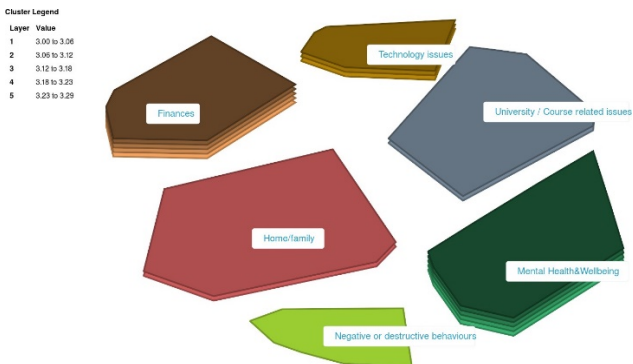 Cluster Legend
Layer Value
1 3.00 to 3.06
2 3.06 to 3.12
3 3.12 to 3.18
4 3.18 to 3.23
5 3.23 to 3.29
Technology issues
Finances
University / Course related issues
Home/family
Mental Health&Wellbeing
Negative or destructive behaviours